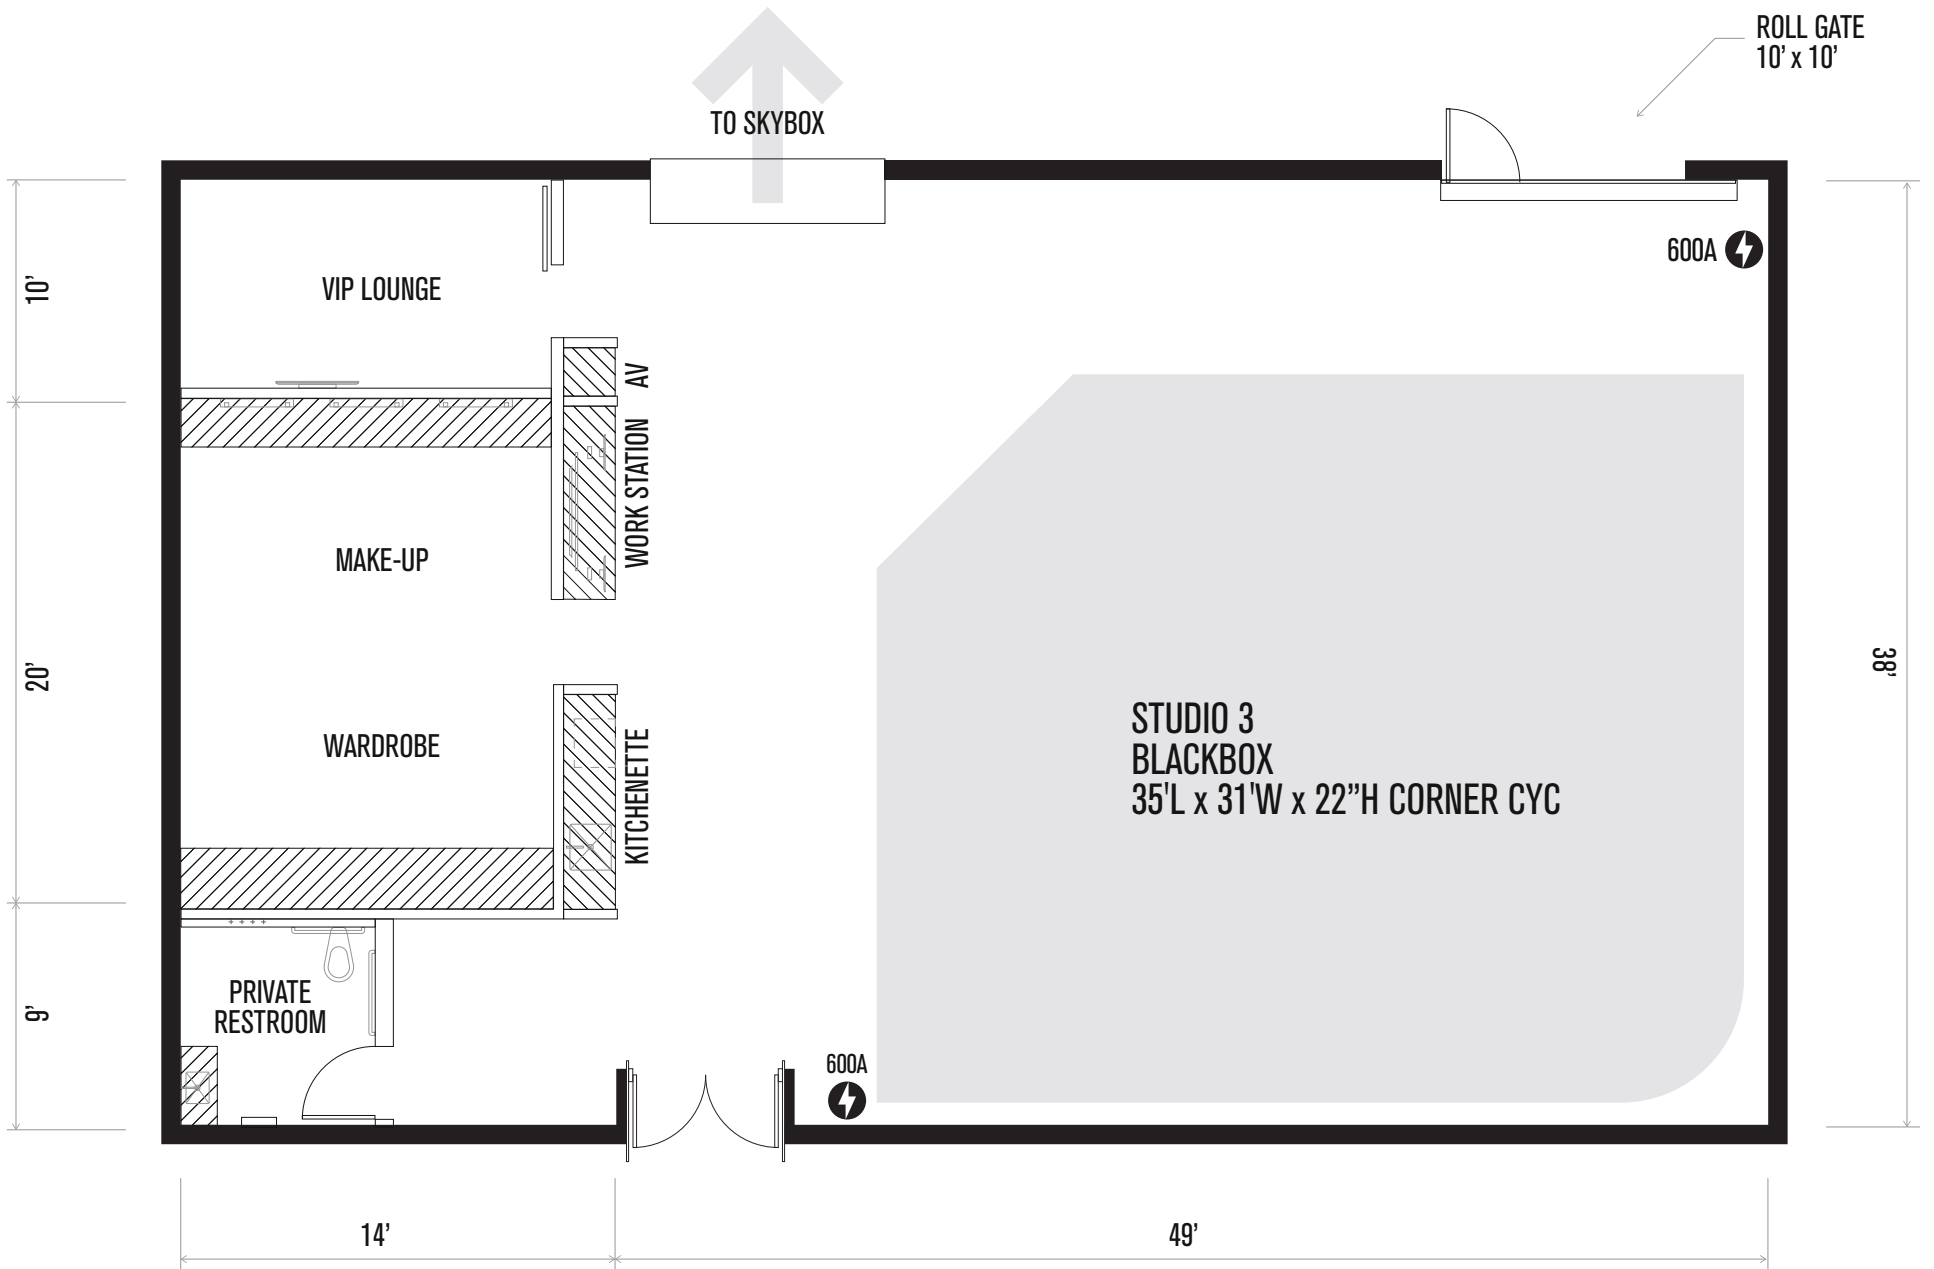 ROLL GATE
10’ x 10’
TO SKYBOX
600A
10’
VIP LOUNGE
AV
WORK STATION
MAKE-UP
20’
38’
WARDROBE
KITCHENETTE
STUDIO 3
BLACKBOX
35'L x 31'W x 22”H CORNER CYC
9’
PRIVATE
RESTROOM
600A
14’
49’